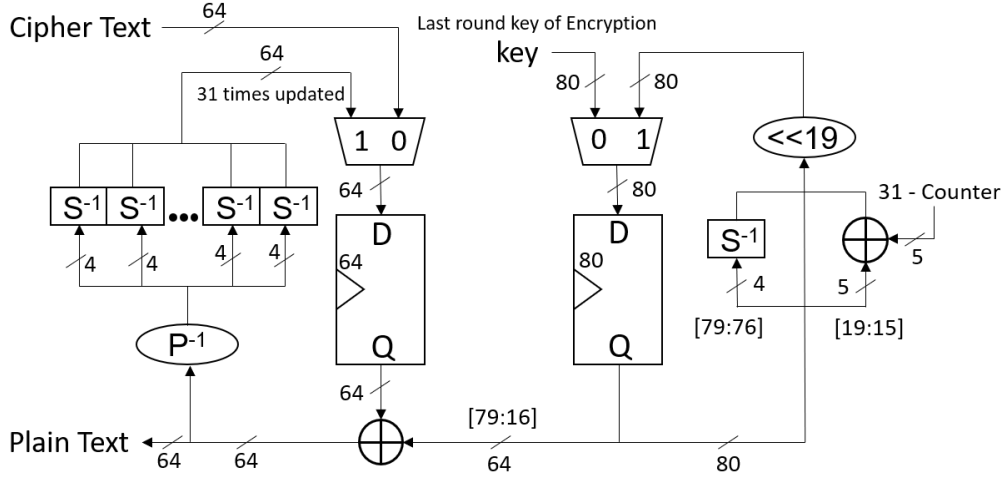 Cipher Text
64
Last round key of Encryption
key
64
31 times updated
80
80
1 0
0 1
<<19
64
80
31 - Counter
S-1
S-1
•••
S-1
S-1
D
D
S-1
5
4
4
4
4
64
80
4
5
[79:76]
[19:15]
P-1
Q
Q
64
[79:16]
Plain Text
64
64
64
80